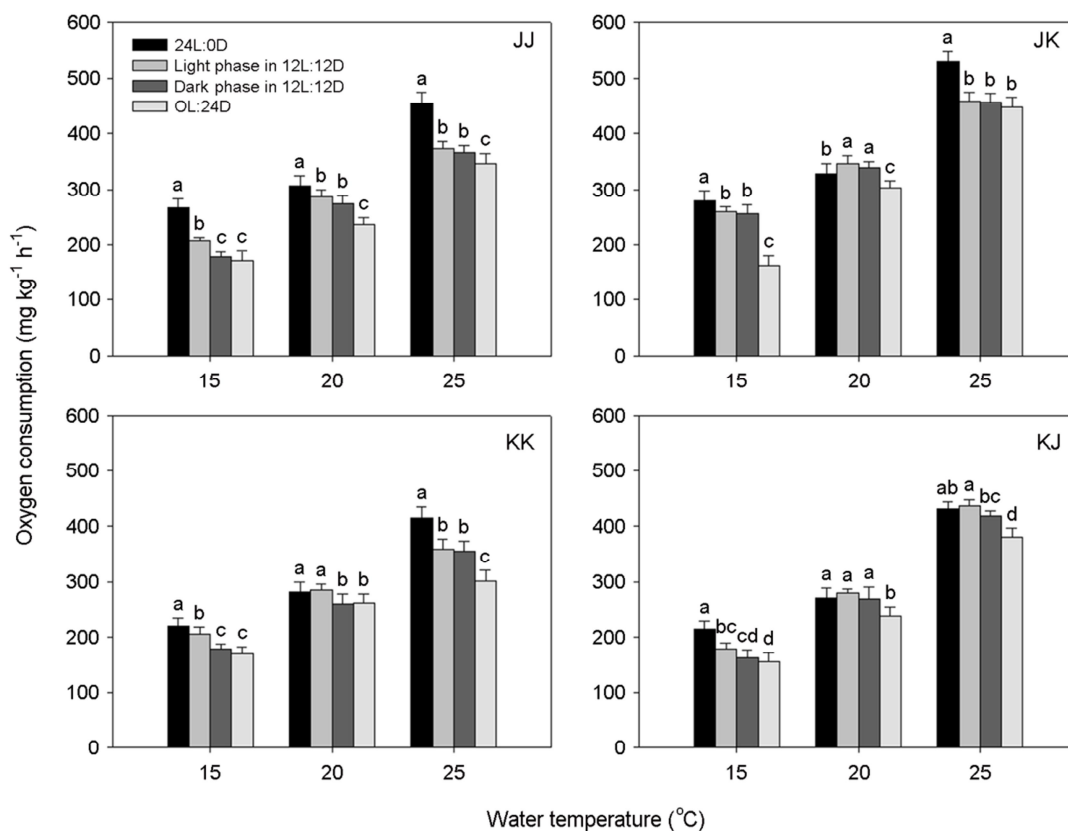 JJ
600
500
400
300
200
100
0
24L:0D
Light phase in 12L:12D
Dark phase in 12L:12D
OL:24D
a b c c
a b b c
a b b c
15 20 25
JK
600
500
400
300
200
100
0
a b b c
b a a c
a b b b
15 20 25
KK
600
500
400
300
200
100
0
a b c c
a a b b
a b b c
15 20 25
KJ
600
500
400
300
200
100
0
a bc cd d
a a a b
ab a bc d
15 20 25
Oxygen consumption (mg kg⁻¹ h⁻¹)
Water temperature (°C)